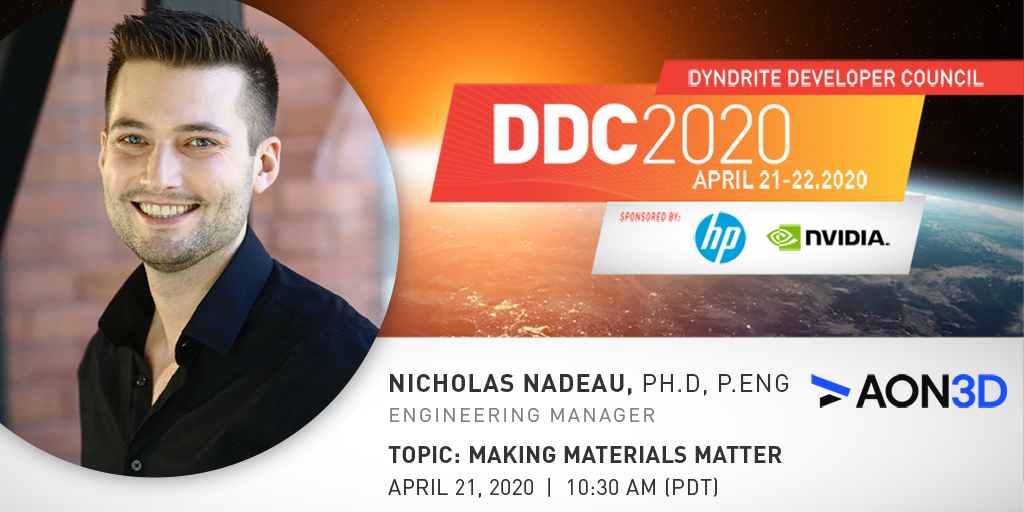 DYNDRITE DEVELOPER COUNCIL
DDC2020
APRIL 21-22.2020
SPONSORED BY:
hp
NVIDIA.
NICHOLAS NADEAU, PH.D, P.ENG
AON3D
ENGINEERING MANAGER
TOPIC: MAKING MATERIALS MATTER
APRIL 21, 2020 | 10:30 AM (PDT)